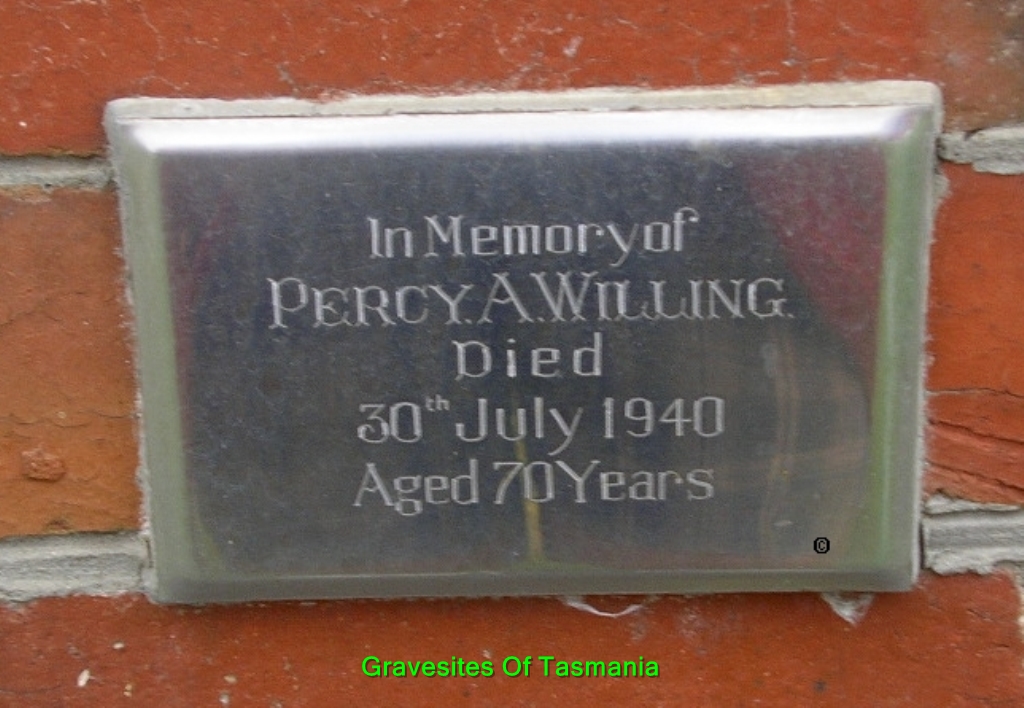 In Memory of
PERCY. A. WILLING.
Died
30th July 1940
Aged 70 Years
©
Gravesites Of Tasmania